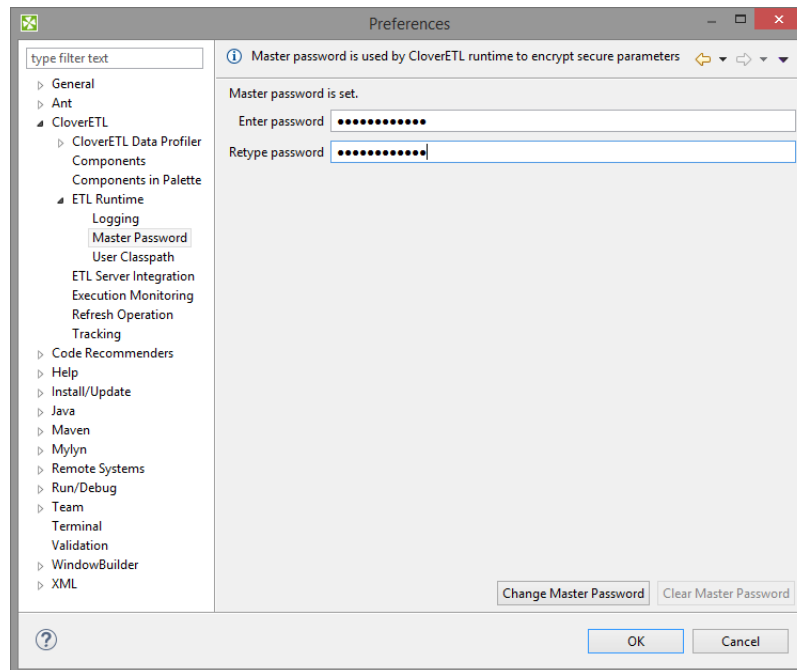 Preferences
type filter text
General
Ant
CloverETL
CloverETL Data Profiler
Components
Components in Palette
ETL Runtime
Logging
Master Password
User Classpath
ETL Server Integration
Execution Monitoring
Refresh Operation
Tracking
Code Recommenders
Help
Install/Update
Java
Maven
Mylyn
Remote Systems
Run/Debug
Team
Terminal
Validation
WindowBuilder
XML
Master password is used by CloverETL runtime to encrypt secure parameters
Master password is set.
Enter password ●●●●●●●●●●●●
Retype password ●●●●●●●●●●●●
Change Master Password Clear Master Password
OK Cancel